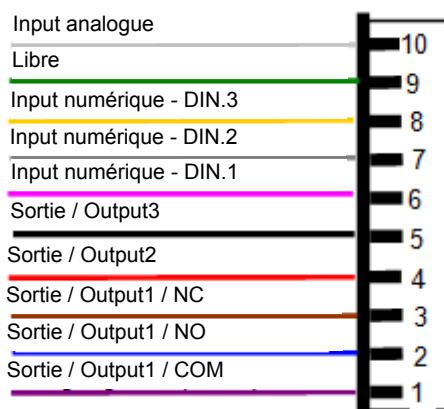 Input analogue
10
Libre
9
Input numérique - DIN.3
8
Input numérique - DIN.2
7
Input numérique - DIN.1
6
Sortie / Output3
5
Sortie / Output2
4
Sortie / Output1 / NC
3
Sortie / Output1 / NO
2
Sortie / Output1 / COM
1